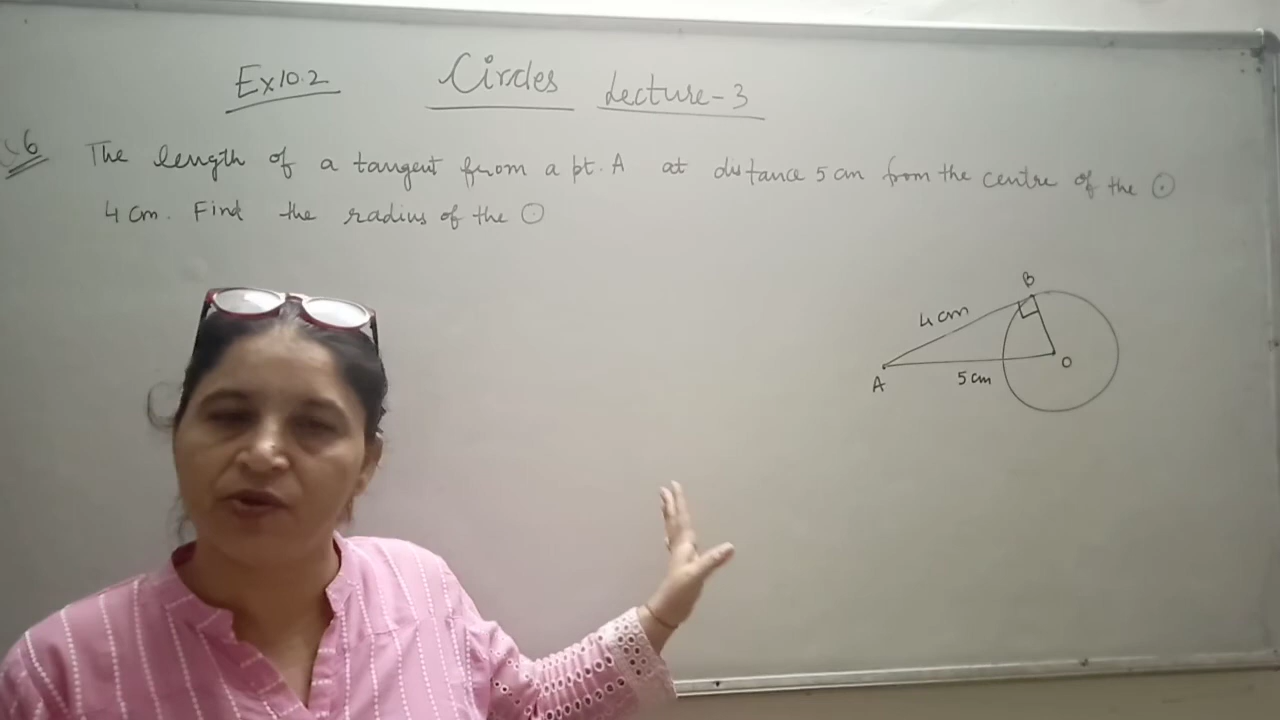 Ex10.2 Circles Lecture-3
6 The length of a tangent from a pt. A at distance 5 cm from the centre of the ⊙
4 cm. Find the radius of the ⊙
B
4 cm
O
5 cm
A